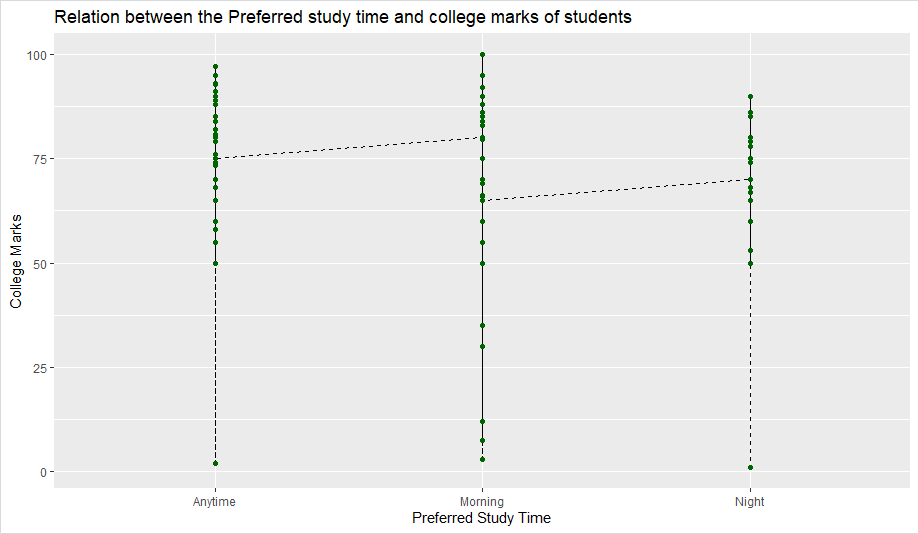 Relation between the Preferred study time and college marks of students
College Marks
100
75
50
25
0
Anytime
Morning
Night
Preferred Study Time